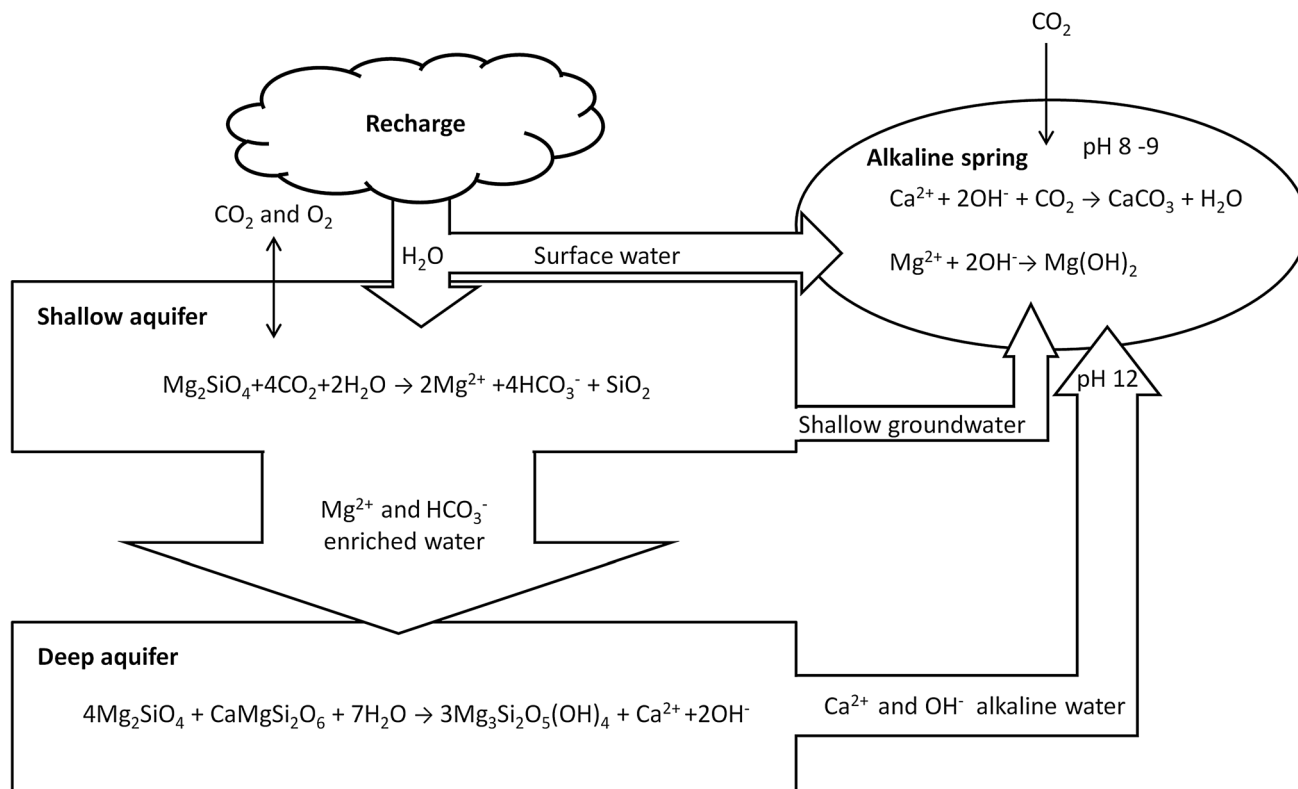 CO₂
Recharge
pH 8 -9
Alkaline spring
Ca²⁺ + 2OH⁻ + CO₂ → CaCO₃ + H₂O
CO₂ and O₂
H₂O
Surface water
Mg²⁺ + 2OH⁻→ Mg(OH)₂
Shallow aquifer
Mg₂SiO₄+4CO₂+2H₂O → 2Mg²⁺ +4HCO₃⁻ + SiO₂
pH 12
Shallow groundwater
Mg²⁺ and HCO₃⁻
enriched water
Deep aquifer
4Mg₂SiO₄ + CaMgSi₂O₆ + 7H₂O → 3Mg₃Si₂O₅(OH)₄ + Ca²⁺ +2OH⁻
Ca²⁺ and OH⁻ alkaline water